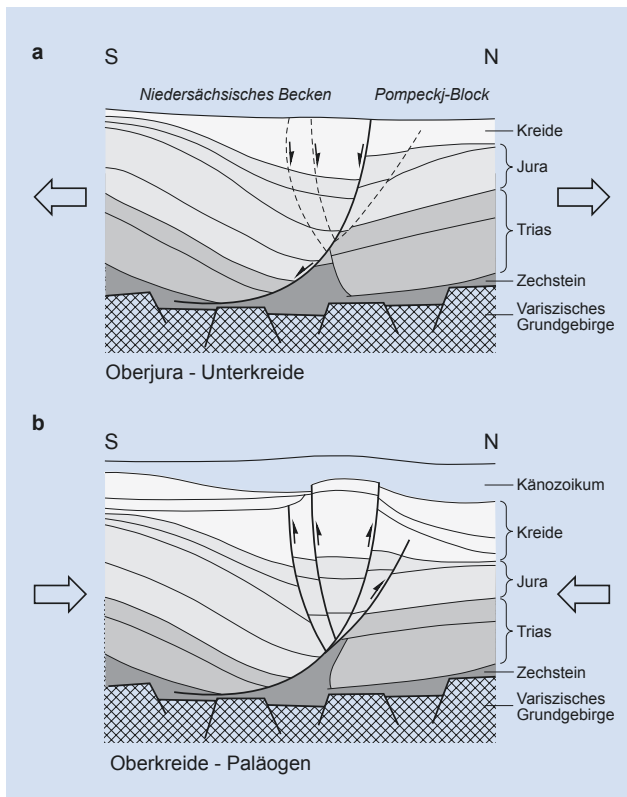 a
S
N
Niedersächsisches Becken
Pompeckj-Block
Kreide
Jura
Trias
Zechstein
Variszisches
Grundgebirge
Oberjura - Unterkreide
b
S
N
Känozoikum
Kreide
Jura
Trias
Zechstein
Variszisches
Grundgebirge
Oberkreide - Paläogen